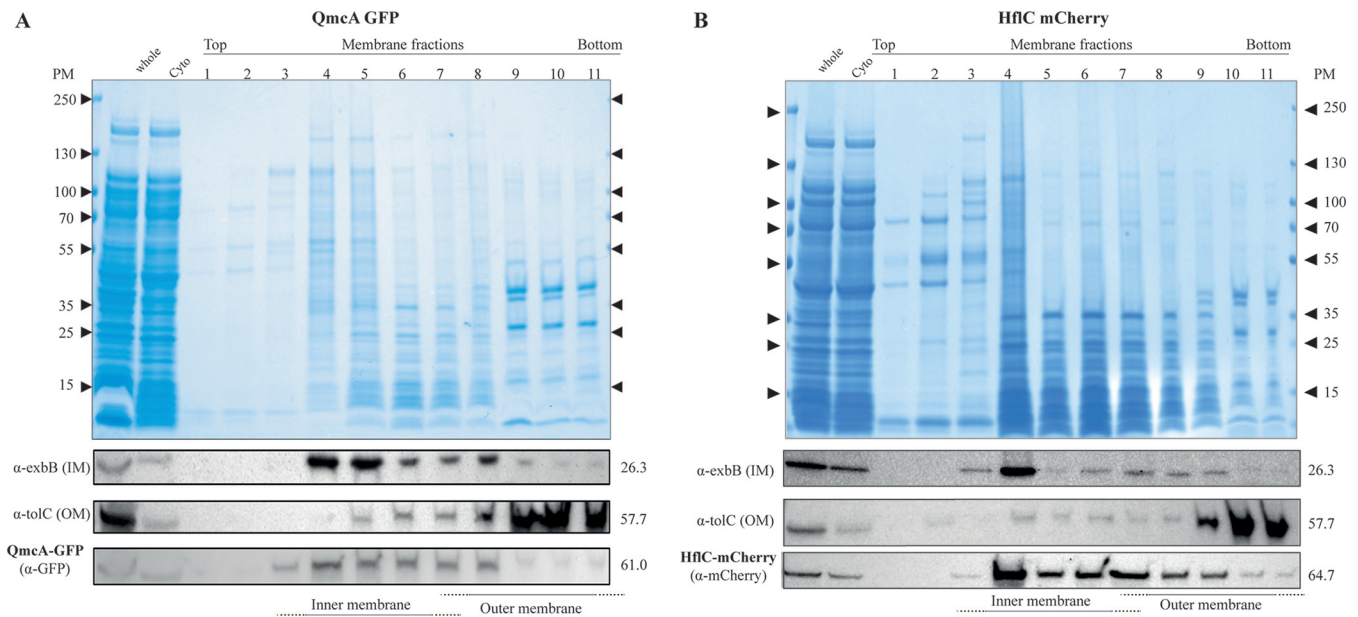 A
QmcA GFP
whole
Cyto
Top
Membrane fractions
Bottom
PM
1 2 3 4 5 6 7 8 9 10 11
250
130
100
70
55
35
25
15
α-exbB (IM)
26.3
α-tolC (OM)
57.7
QmcA-GFP
(α-GFP)
61.0
Inner membrane
Outer membrane
B
HflC mCherry
whole
Cyto
Top
Membrane fractions
Bottom
1 2 3 4 5 6 7 8 9 10 11
PM
250
130
100
70
55
35
25
15
α-exbB (IM)
26.3
α-tolC (OM)
57.7
HflC-mCherry
(α-mCherry)
64.7
Inner membrane
Outer membrane